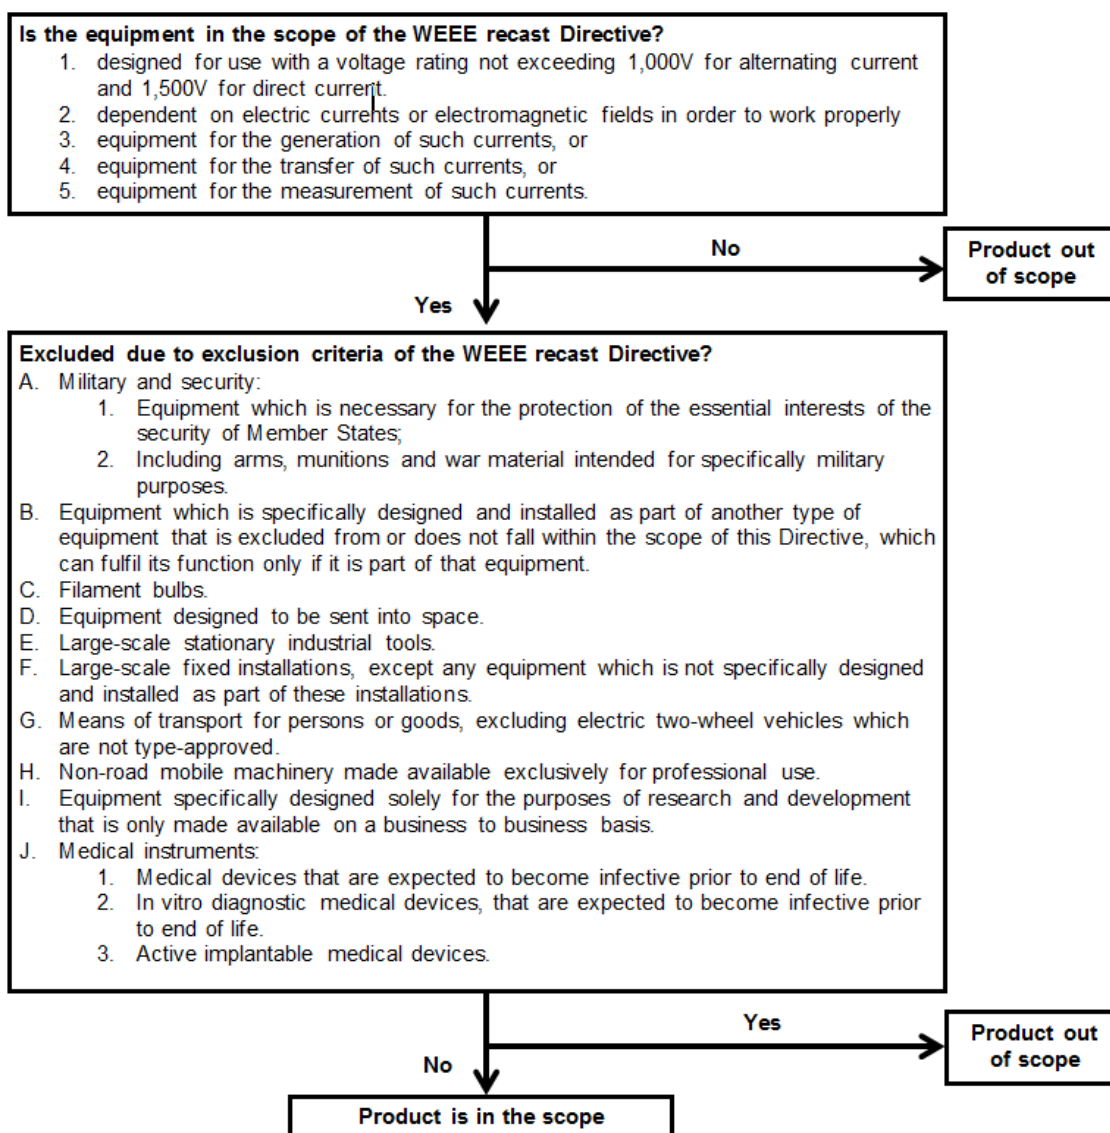 Is the equipment in the scope of the WEEE recast Directive?
1. designed for use with a voltage rating not exceeding 1,000V for alternating current
and 1,500V for direct current.
2. dependent on electric currents or electromagnetic fields in order to work properly
3. equipment for the generation of such currents, or
4. equipment for the transfer of such currents, or
5. equipment for the measurement of such currents.
No
Product out
of scope
Yes
Excluded due to exclusion criteria of the WEEE recast Directive?
A. Military and security:
1. Equipment which is necessary for the protection of the essential interests of the
security of Member States;
2. Including arms, munitions and war material intended for specifically military
purposes.
B. Equipment which is specifically designed and installed as part of another type of
equipment that is excluded from or does not fall within the scope of this Directive, which
can fulfil its function only if it is part of that equipment.
C. Filament bulbs.
D. Equipment designed to be sent into space.
E. Large-scale stationary industrial tools.
F. Large-scale fixed installations, except any equipment which is not specifically designed
and installed as part of these installations.
G. Means of transport for persons or goods, excluding electric two-wheel vehicles which
are not type-approved.
H. Non-road mobile machinery made available exclusively for professional use.
I. Equipment specifically designed solely for the purposes of research and development
that is only made available on a business to business basis.
J. Medical instruments:
1. Medical devices that are expected to become infective prior to end of life.
2. In vitro diagnostic medical devices, that are expected to become infective prior
to end of life.
3. Active implantable medical devices.
Yes
Product out
of scope
No
Product is in the scope